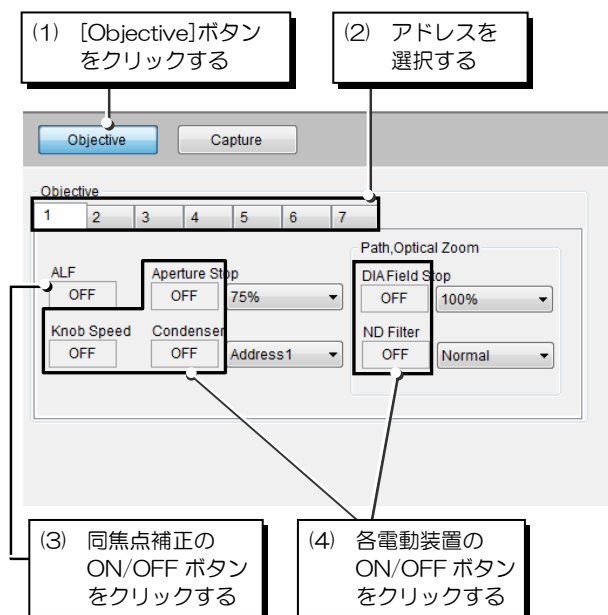 (1) [Objective]ボタン
をクリックする
(2) アドレスを
選択する
Objective Capture
Objective
1 2 3 4 5 6 7
Path,Optical Zoom
ALF Aperture Stop DIA Field Stop
OFF OFF 75% OFF 100%
Knob Speed Condenser ND Filter
OFF OFF Address1 OFF Normal
(3) 同焦点補正の
ON/OFF ボタン
をクリックする
(4) 各電動装置の
ON/OFF ボタン
をクリックする